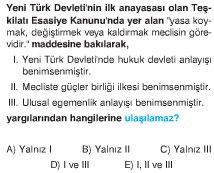 Yeni Türk Devleti'nin ilk anayasası olan Teş-
kilatı Esasiye Kanunu'nda yer alan "yasa koy-
mak, değiştirmek veya kaldırmak meclisin göre-
vidir." maddesine bakılarak,
I. Yeni Türk Devleti'nde hukuk devleti anlayışı
benimsenmiştir.
II. Mecliste güçler birliği ilkesi benimsenmiştir.
III. Ulusal egemenlik anlayışı benimsenmiştir.
yargılarından hangilerine ulaşılamaz?
A) Yalnız I B) Yalnız II C) Yalnız III
D) I ve III E) I, II ve III